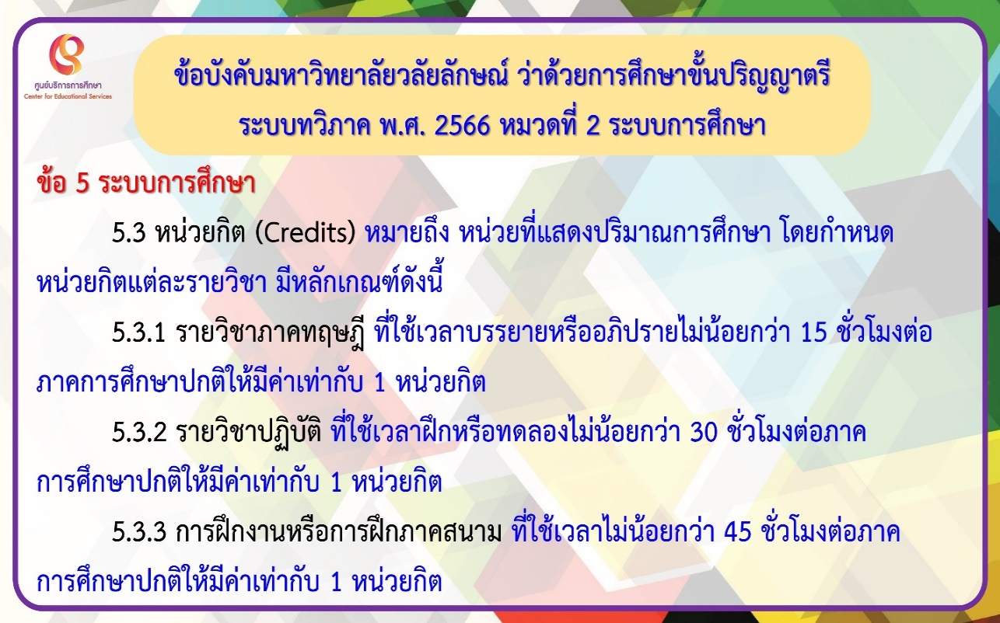 ศูนย์บริการการศึกษา
Center for Educational Services
ข้อบังคับมหาวิทยาลัยวลัยลักษณ์ ว่าด้วยการศึกษาขั้นปริญญาตรี
ระบบทวิภาค พ.ศ. 2566 หมวดที่ 2 ระบบการศึกษา
ข้อ 5 ระบบการศึกษา
5.3 หน่วยกิต (Credits) หมายถึง หน่วยที่แสดงปริมาณการศึกษา โดยกำหนด
หน่วยกิตแต่ละรายวิชา มีหลักเกณฑ์ดังนี้
5.3.1 รายวิชาภาคทฤษฎี ที่ใช้เวลาบรรยายหรืออภิปรายไม่น้อยกว่า 15 ชั่วโมงต่อ
ภาคการศึกษาปกติให้มีค่าเท่ากับ 1 หน่วยกิต
5.3.2 รายวิชาปฏิบัติ ที่ใช้เวลาฝึกหรือทดลองไม่น้อยกว่า 30 ชั่วโมงต่อภาค
การศึกษาปกติให้มีค่าเท่ากับ 1 หน่วยกิต
5.3.3 การฝึกงานหรือการฝึกภาคสนาม ที่ใช้เวลาไม่น้อยกว่า 45 ชั่วโมงต่อภาค
การศึกษาปกติให้มีค่าเท่ากับ 1 หน่วยกิต